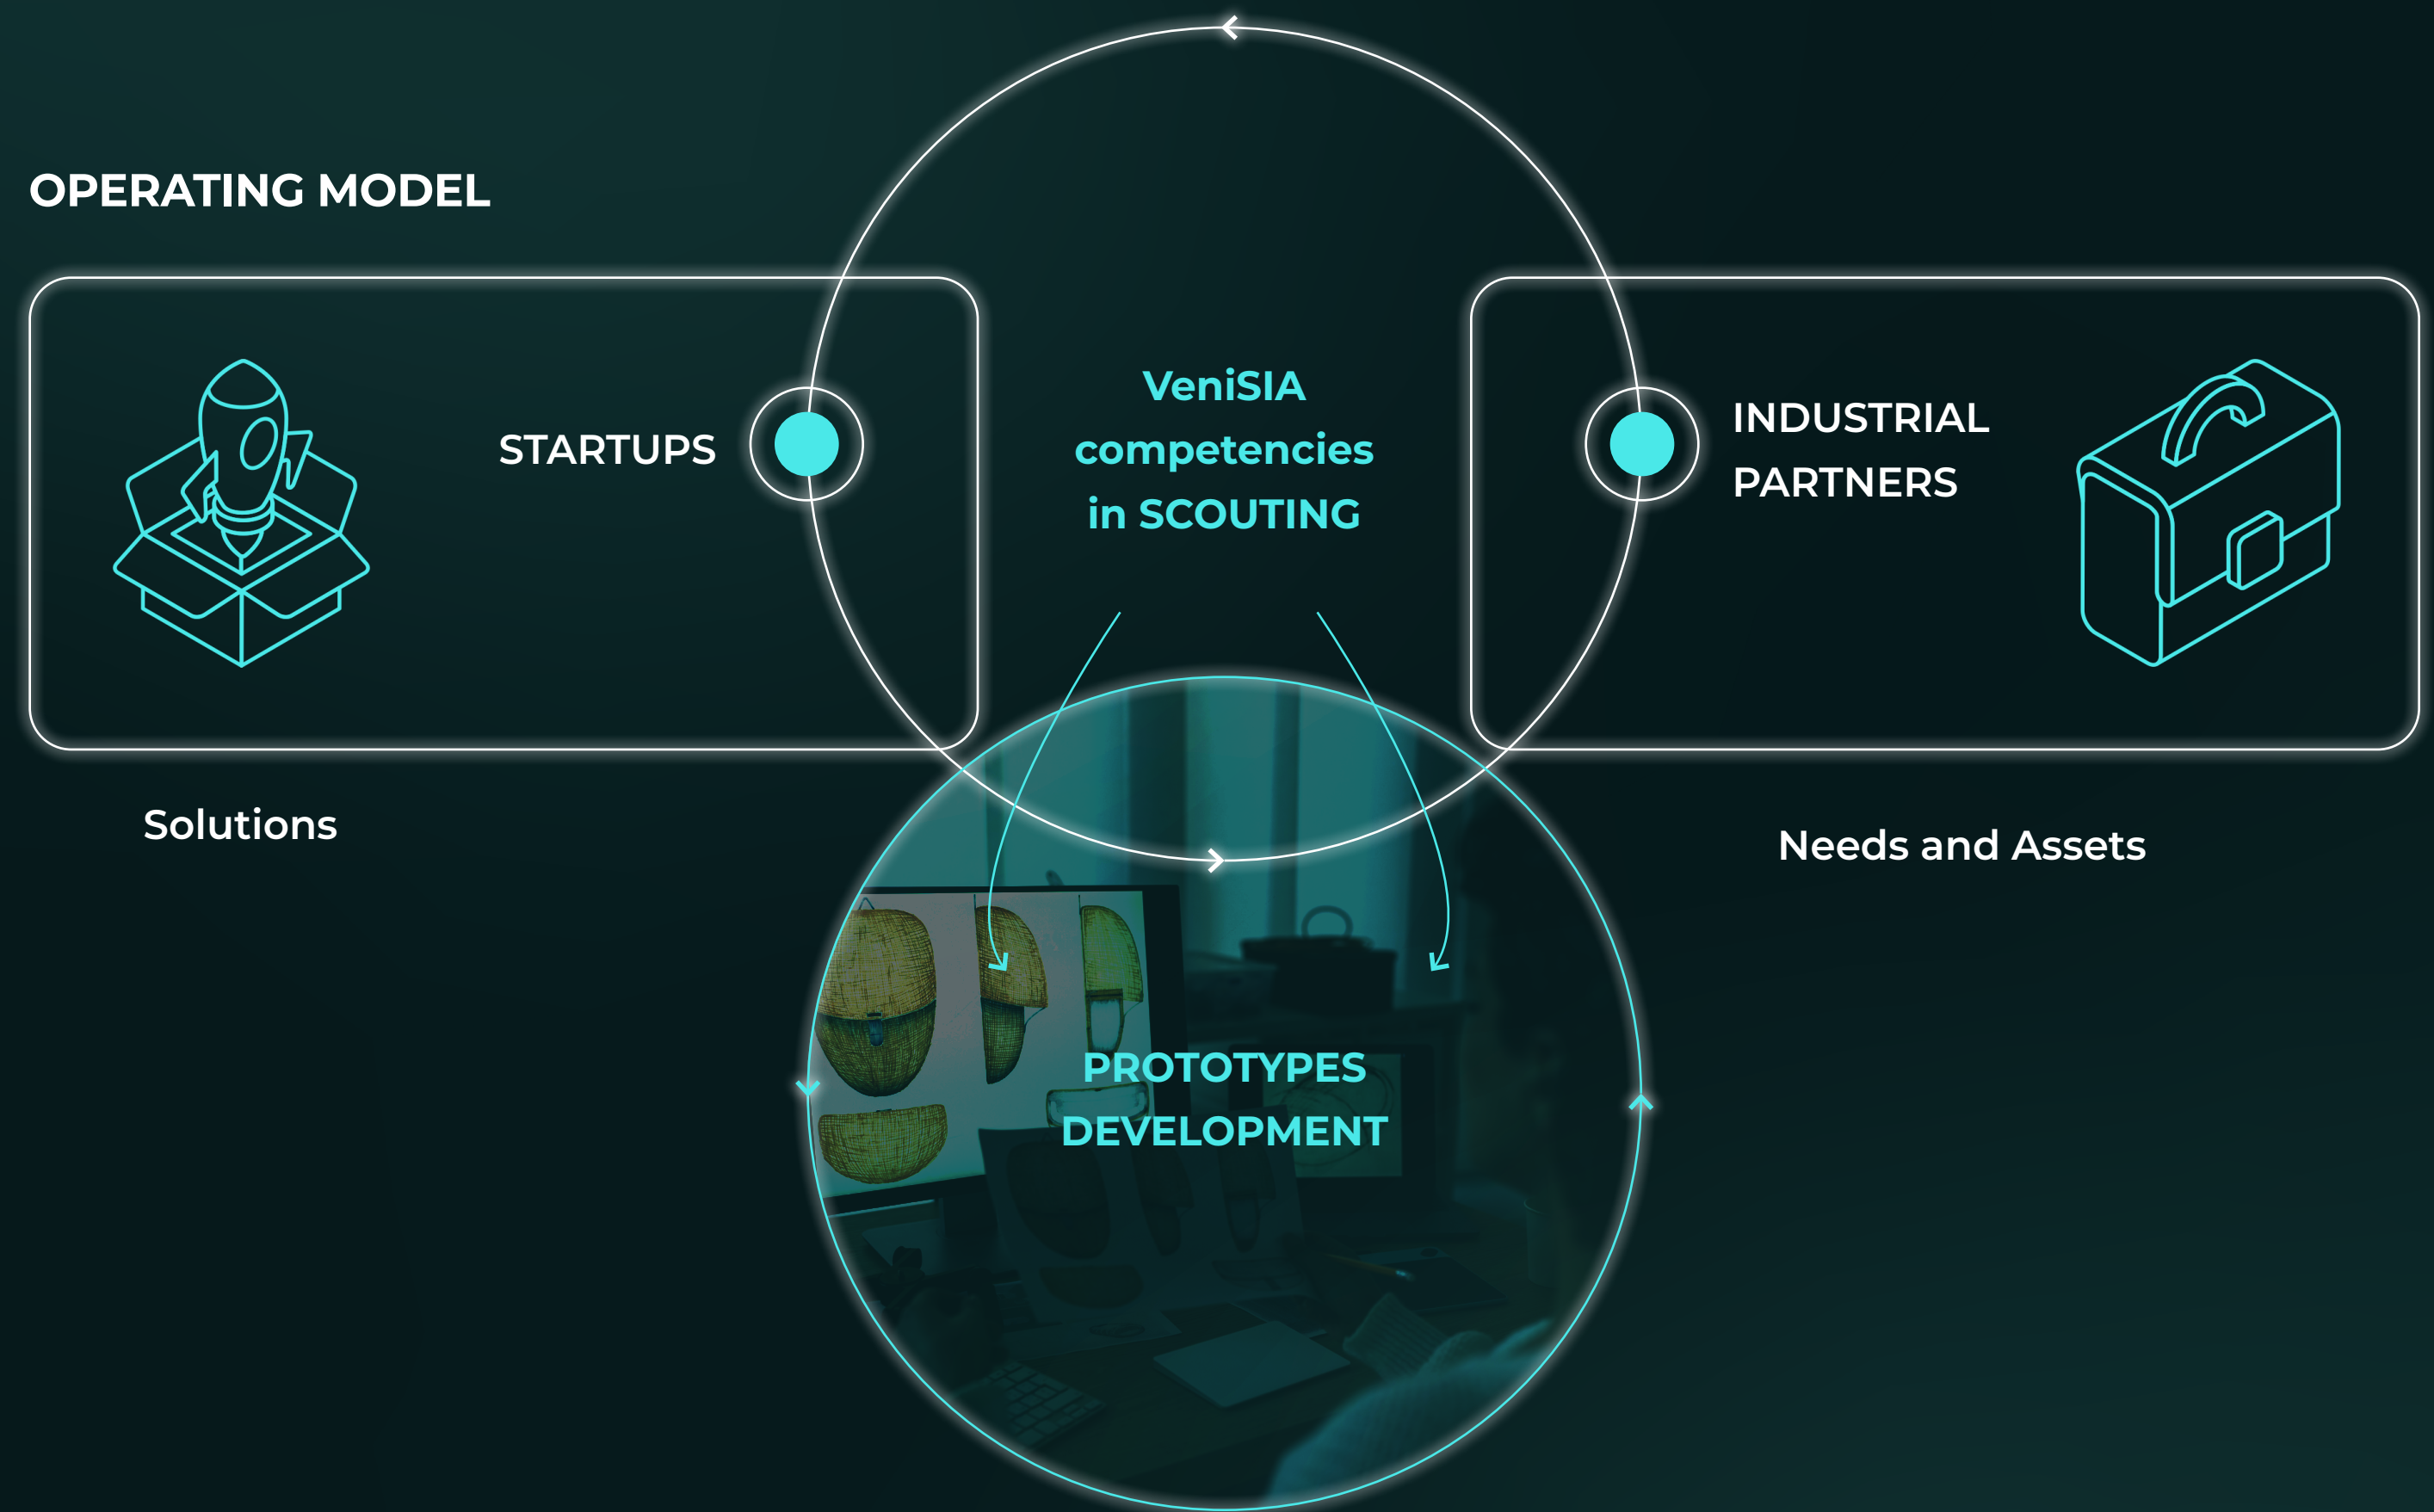 OPERATING MODEL
STARTUPS
VeniSIA
competencies
in SCOUTING
INDUSTRIAL
PARTNERS
Solutions
Needs and Assets
PROTOTYPES
DEVELOPMENT